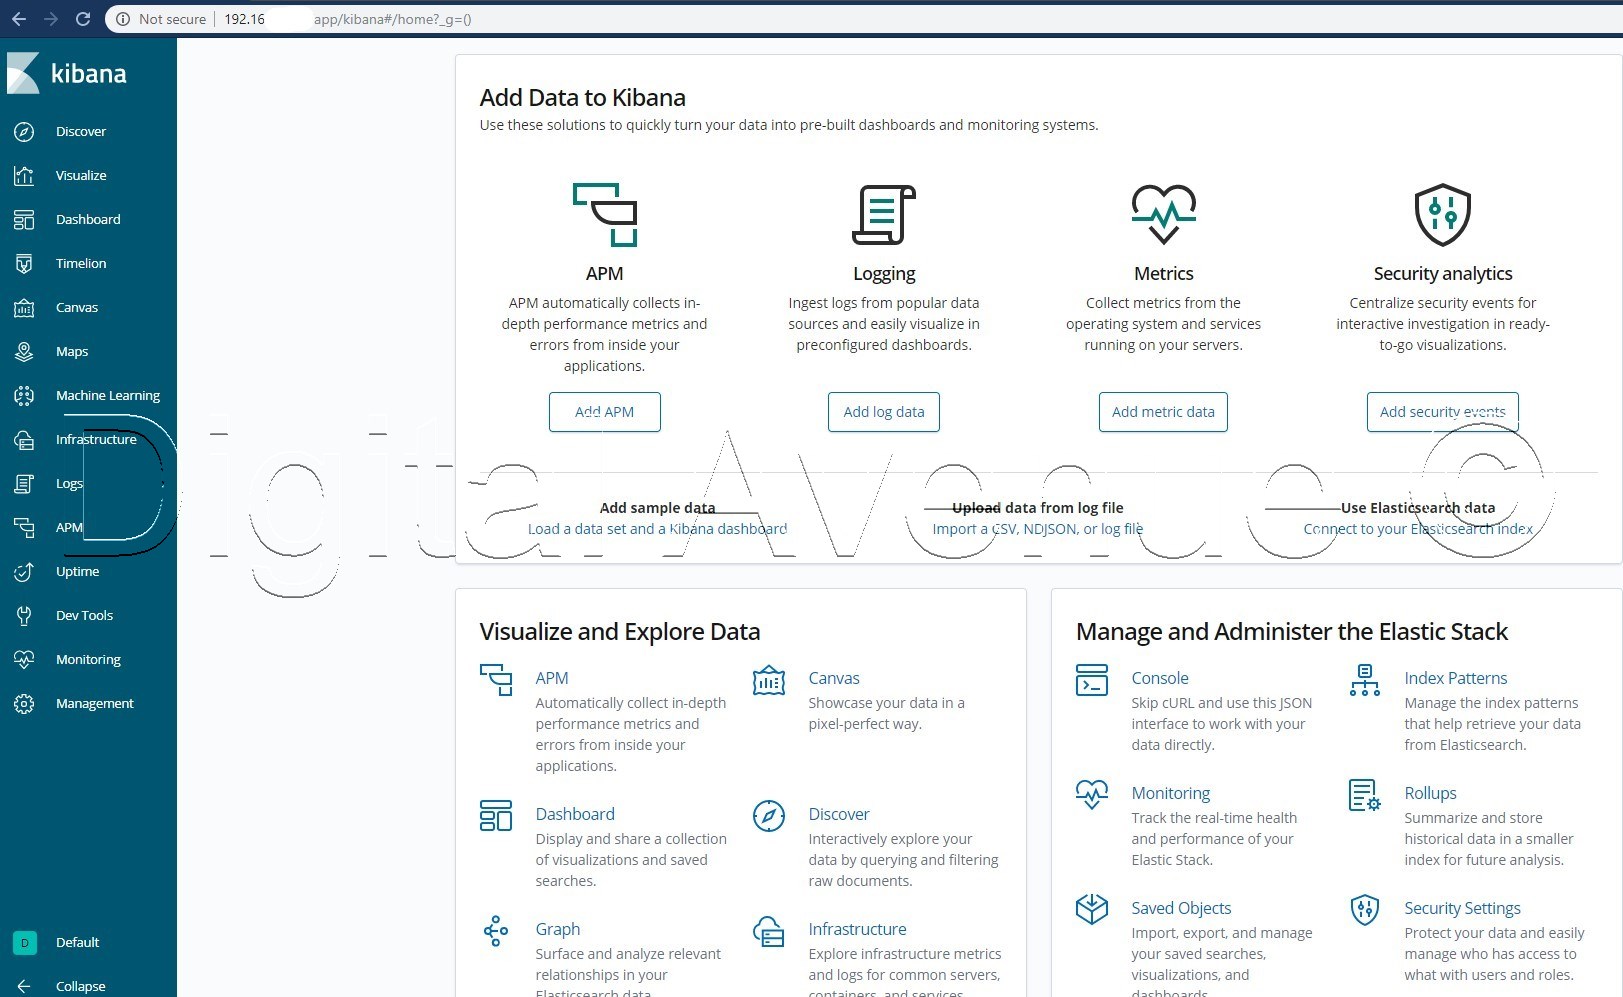 Not secure
192.16
app/kibana#/home?_g=()
kibana
Discover
Visualize
Dashboard
Timelion
Canvas
Maps
Machine Learning
Infrastructure
Logs
APM
Uptime
Dev Tools
Monitoring
Management
D
Default
Collapse
Add Data to Kibana
Use these solutions to quickly turn your data into pre-built dashboards and monitoring systems.
APM
APM automatically collects in-
depth performance metrics and
errors from inside your
applications.
Add APM
Logging
Ingest logs from popular data
sources and easily visualize in
preconfigured dashboards.
Add log data
Metrics
Collect metrics from the
operating system and services
running on your servers.
Add metric data
Security analytics
Centralize security events for
interactive investigation in ready-
to-go visualizations.
Add security events
Digital Avenue ©
Add sample data
Load a data set and a Kibana dashboard
Upload data from log file
Import a CSV, NDJSON, or log file
Use Elasticsearch data
Connect to your Elasticsearch index
Visualize and Explore Data
APM
Automatically collect in-depth
performance metrics and
errors from inside your
applications.
Canvas
Showcase your data in a
pixel-perfect way.
Dashboard
Display and share a collection
of visualizations and saved
searches.
Discover
Interactively explore your
data by querying and filtering
raw documents.
Graph
Surface and analyze relevant
relationships in your
Elasticsearch data.
Infrastructure
Explore infrastructure metrics
and logs for common servers,
containers, and services.
Manage and Administer the Elastic Stack
Console
Skip cURL and use this JSON
interface to work with your
data directly.
Index Patterns
Manage the index patterns
that help retrieve your data
from Elasticsearch.
Monitoring
Track the real-time health
and performance of your
Elastic Stack.
Rollups
Summarize and store
historical data in a smaller
index for future analysis.
Saved Objects
Import, export, and manage
your saved searches,
visualizations, and
dashboards.
Security Settings
Protect your data and easily
manage who has access to
what with users and roles.